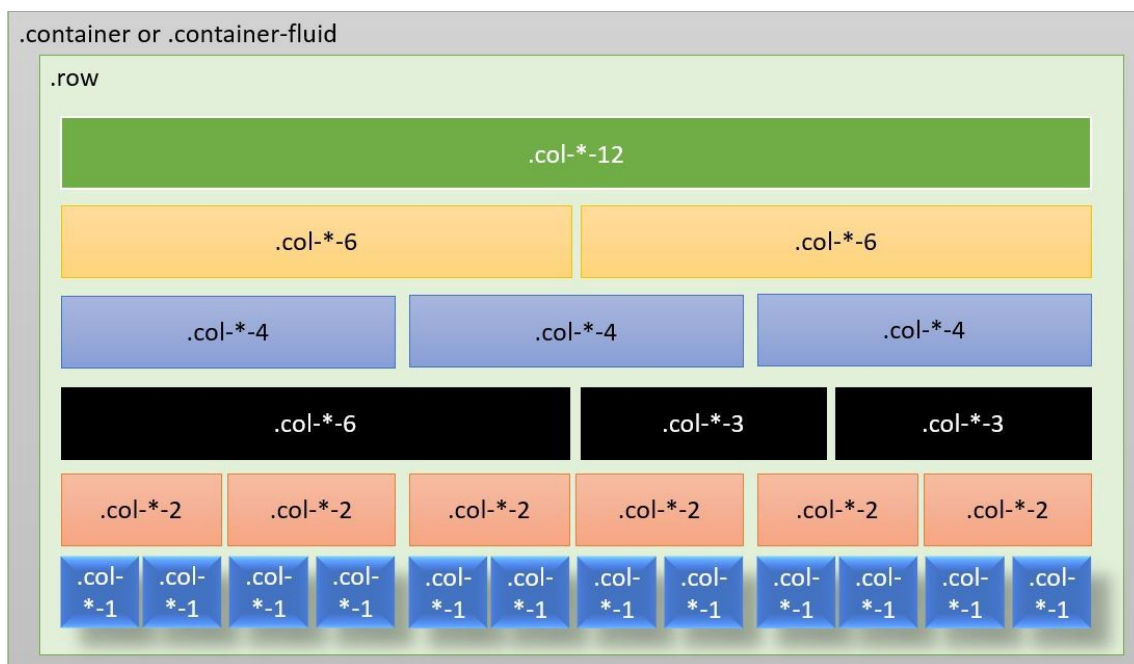 .container or .container-fluid
.row
.col-*-12
.col-*-6 .col-*-6
.col-*-4 .col-*-4 .col-*-4
.col-*-6 .col-*-3 .col-*-3
.col-*-2 .col-*-2 .col-*-2 .col-*-2 .col-*-2 .col-*-2
.col- .col- .col- .col- .col- .col- .col- .col- .col- .col- .col- .col-
*-1 *-1 *-1 *-1 *-1 *-1 *-1 *-1 *-1 *-1 *-1 *-1